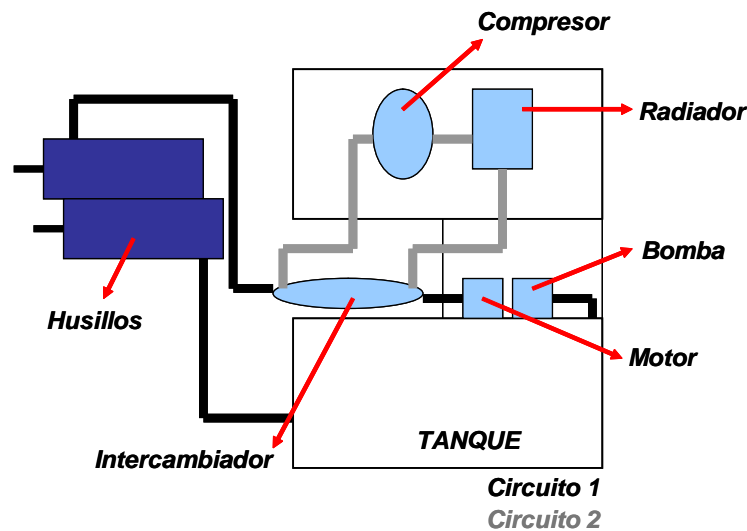 Compresor
Radiador
Bomba
Husillos
Motor
TANQUE
Intercambiador
Circuito 1
Circuito 2